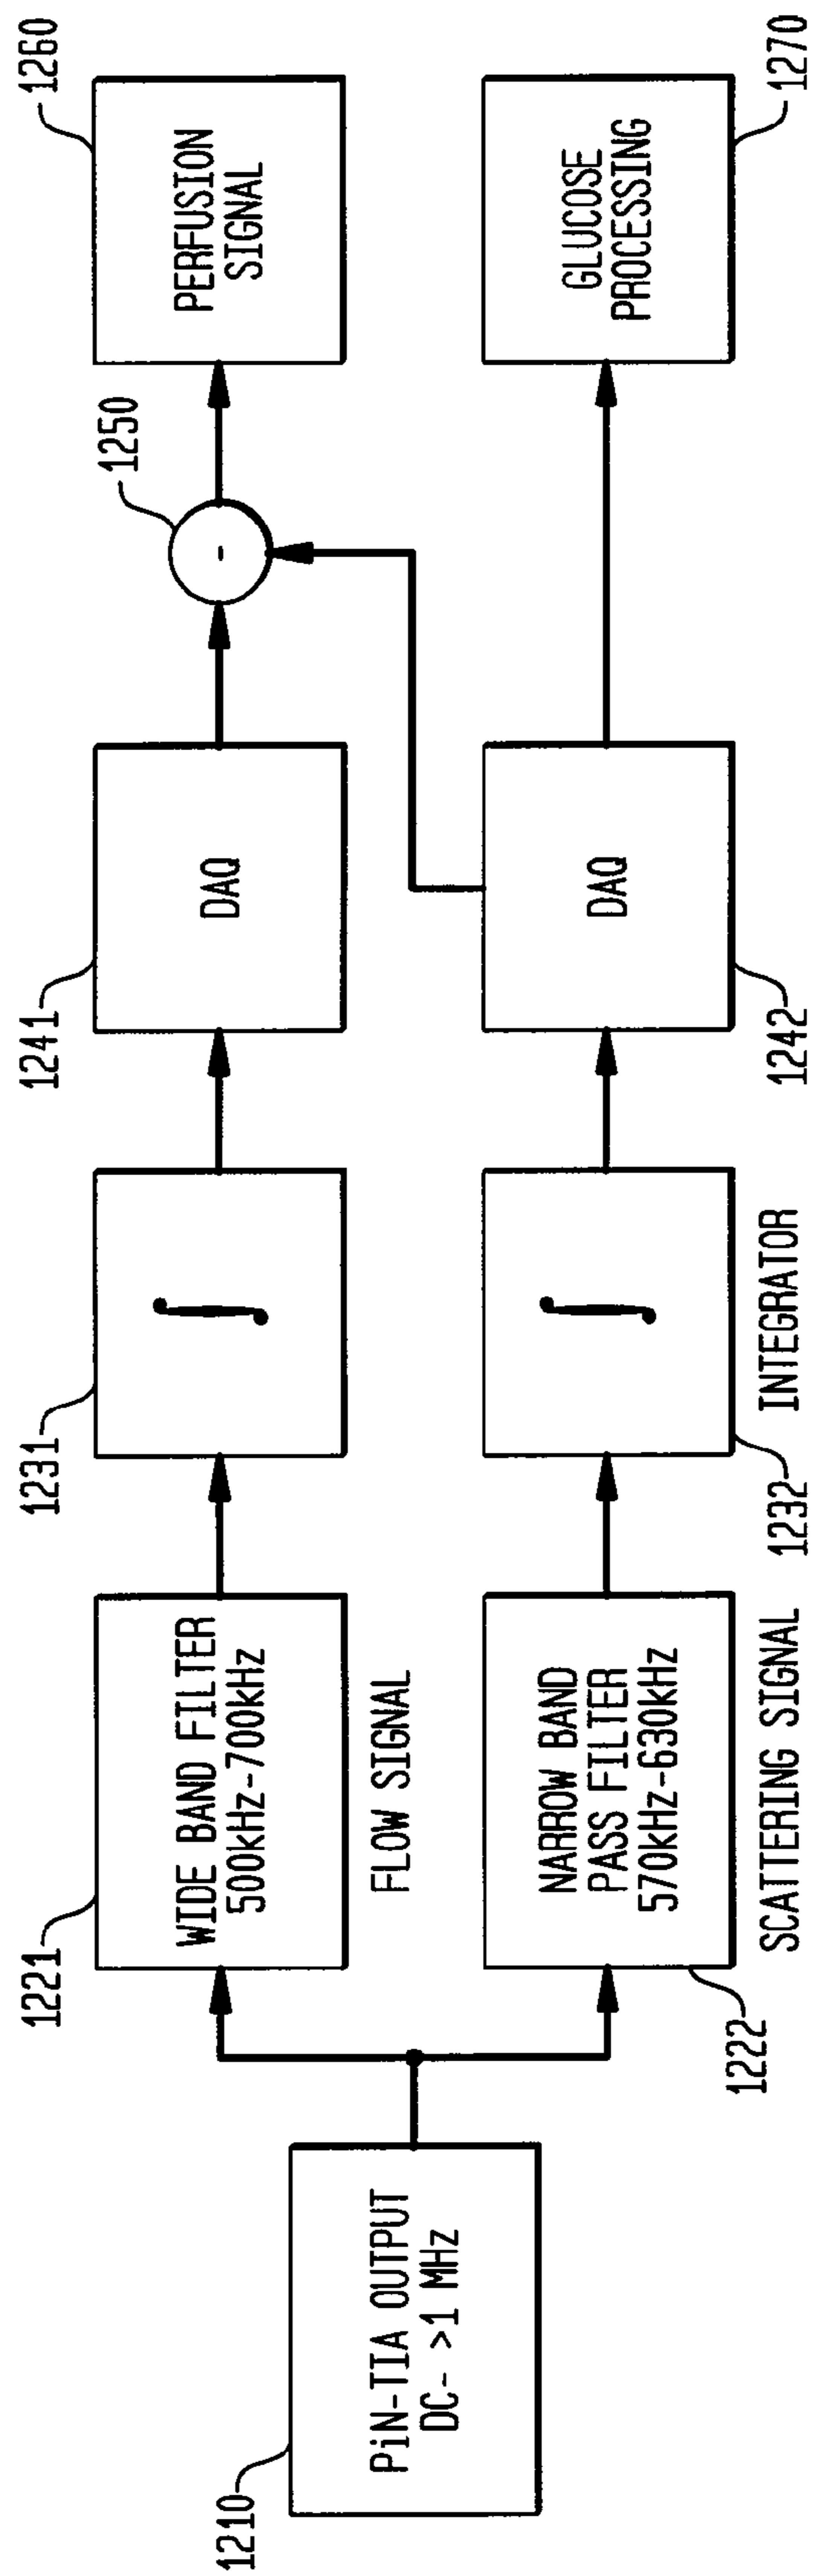 1210
PiN-TIA OUTPUT
DC- >1 MHz
1221
WIDE BAND FILTER
500kHz-700kHz
FLOW SIGNAL
1231
1241
DAQ
1250
-
1260
PERFUSION
SIGNAL
1222
NARROW BAND
PASS FILTER
570kHz-630kHz
SCATTERING SIGNAL
∫
∫
1232
INTEGRATOR
1242
DAQ
1270
GLUCOSE
PROCESSING